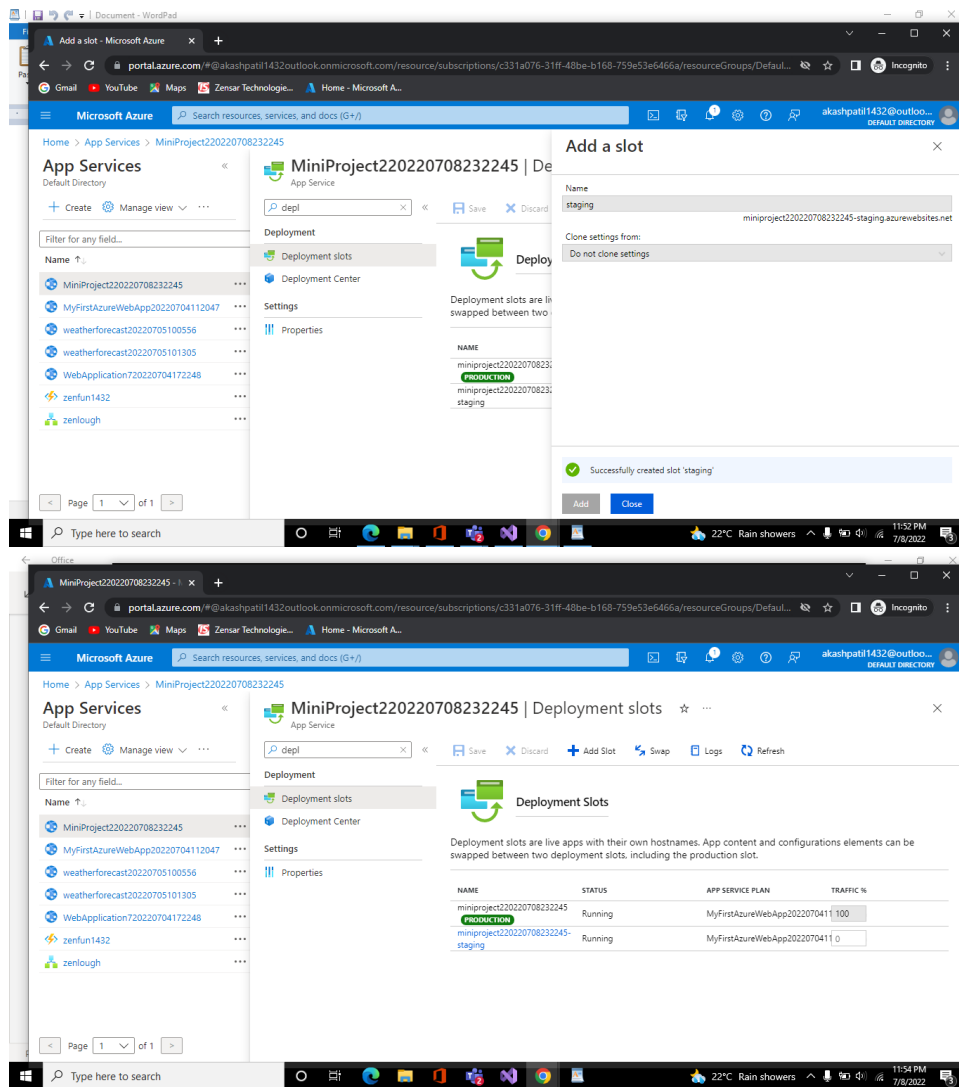 Document - WordPad
Add a slot - Microsoft Azure
portal.azure.com/#@akashpatil1432outlook.onmicrosoft.com/resource/subscriptions/c331a076-31ff-48be-b168-759e53e6466a/resourceGroups/Defaul...
Incognito
Gmail YouTube Maps Zensar Technologie... Home - Microsoft A...
Microsoft Azure
Search resources, services, and docs (G+/)
1
akashpatil1432@outloo...
DEFAULT DIRECTORY
Home > App Services > MiniProject220220708232245
App Services
Default Directory
Create Manage view ...
Filter for any field...
Name ↑
MiniProject220220708232245
MyFirstAzureWebApp20220704112047
weatherforecast20220705100556
weatherforecast20220705101305
WebApplication720220704172248
zenfun1432
zenlough
< Page 1 of 1 >
MiniProject220220708232245 | De
App Service
depl
Deployment
Deployment slots
Deployment Center
Settings
Properties
Save Discard
Deploy
Deployment slots are li
swapped between two
NAME
PRODUCTION
staging
Add a slot
Name
staging
miniproject220220708232245-staging.azurewebsites.net
Clone settings from:
Do not clone settings
Successfully created slot 'staging'
Add Close
Type here to search
22°C Rain showers
11:52 PM
7/8/2022
Office
MiniProject220220708232245 -
portal.azure.com/#@akashpatil1432outlook.onmicrosoft.com/resource/subscriptions/c331a076-31ff-48be-b168-759e53e6466a/resourceGroups/Defaul...
Incognito
Gmail YouTube Maps Zensar Technologie... Home - Microsoft A...
Microsoft Azure
Search resources, services, and docs (G+/)
1
akashpatil1432@outloo...
DEFAULT DIRECTORY
Home > App Services > MiniProject220220708232245
App Services
Default Directory
Create Manage view ...
Filter for any field...
Name ↑
MiniProject220220708232245
MyFirstAzureWebApp20220704112047
weatherforecast20220705100556
weatherforecast20220705101305
WebApplication720220704172248
zenfun1432
zenlough
< Page 1 of 1 >
MiniProject220220708232245 | Deployment slots
App Service
depl
Deployment
Deployment slots
Deployment Center
Settings
Properties
Save Discard Add Slot Swap Logs Refresh
Deployment Slots
Deployment slots are live apps with their own hostnames. App content and configurations elements can be
swapped between two deployment slots, including the production slot.
NAME STATUS APP SERVICE PLAN TRAFFIC %
miniproject220220708232245
PRODUCTION
Running MyFirstAzureWebApp2022070411 100
miniproject220220708232245-
staging
Running MyFirstAzureWebApp2022070411 0
Type here to search
22°C Rain showers
11:54 PM
7/8/2022